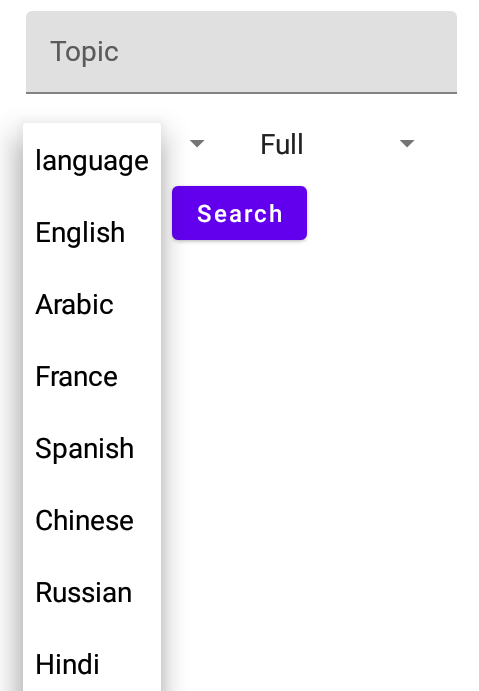 Topic
language
Full
Search
English
Arabic
France
Spanish
Chinese
Russian
Hindi